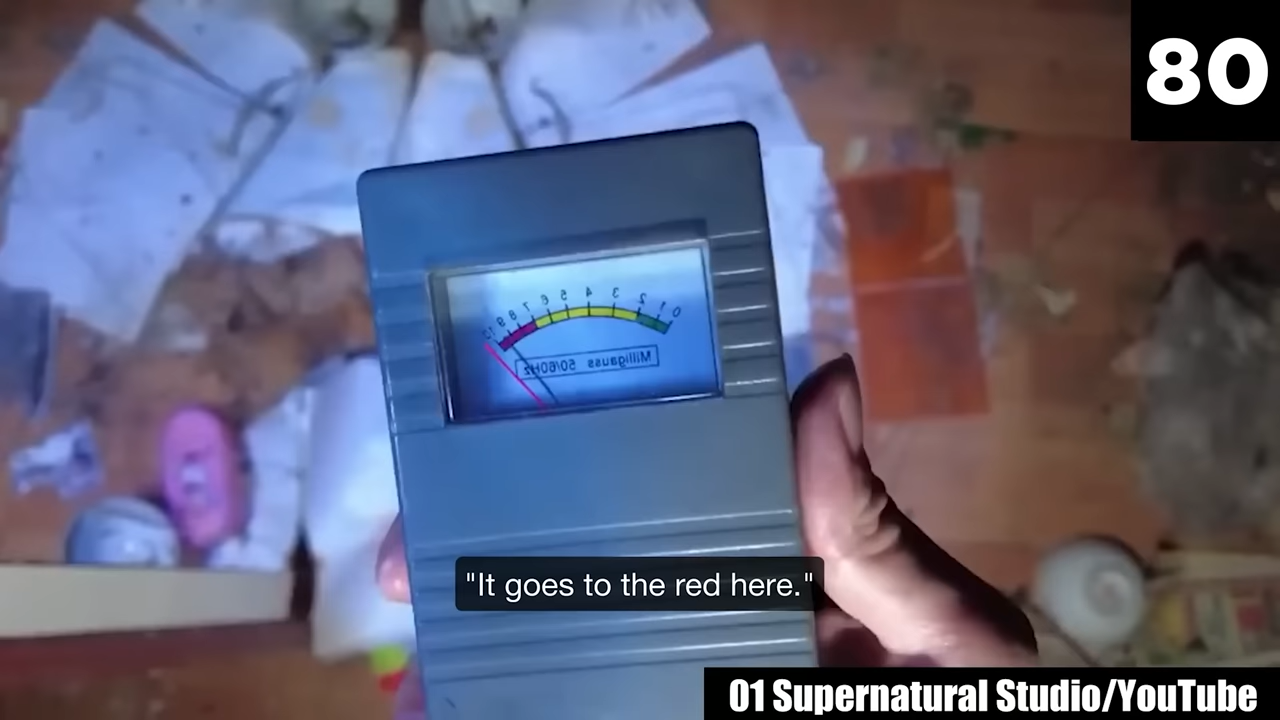 80
0 1 2 3 4 5 6 7 8 9 10
Milligauss 50/60Hz
"It goes to the red here."
01 Supernatural Studio/YouTube